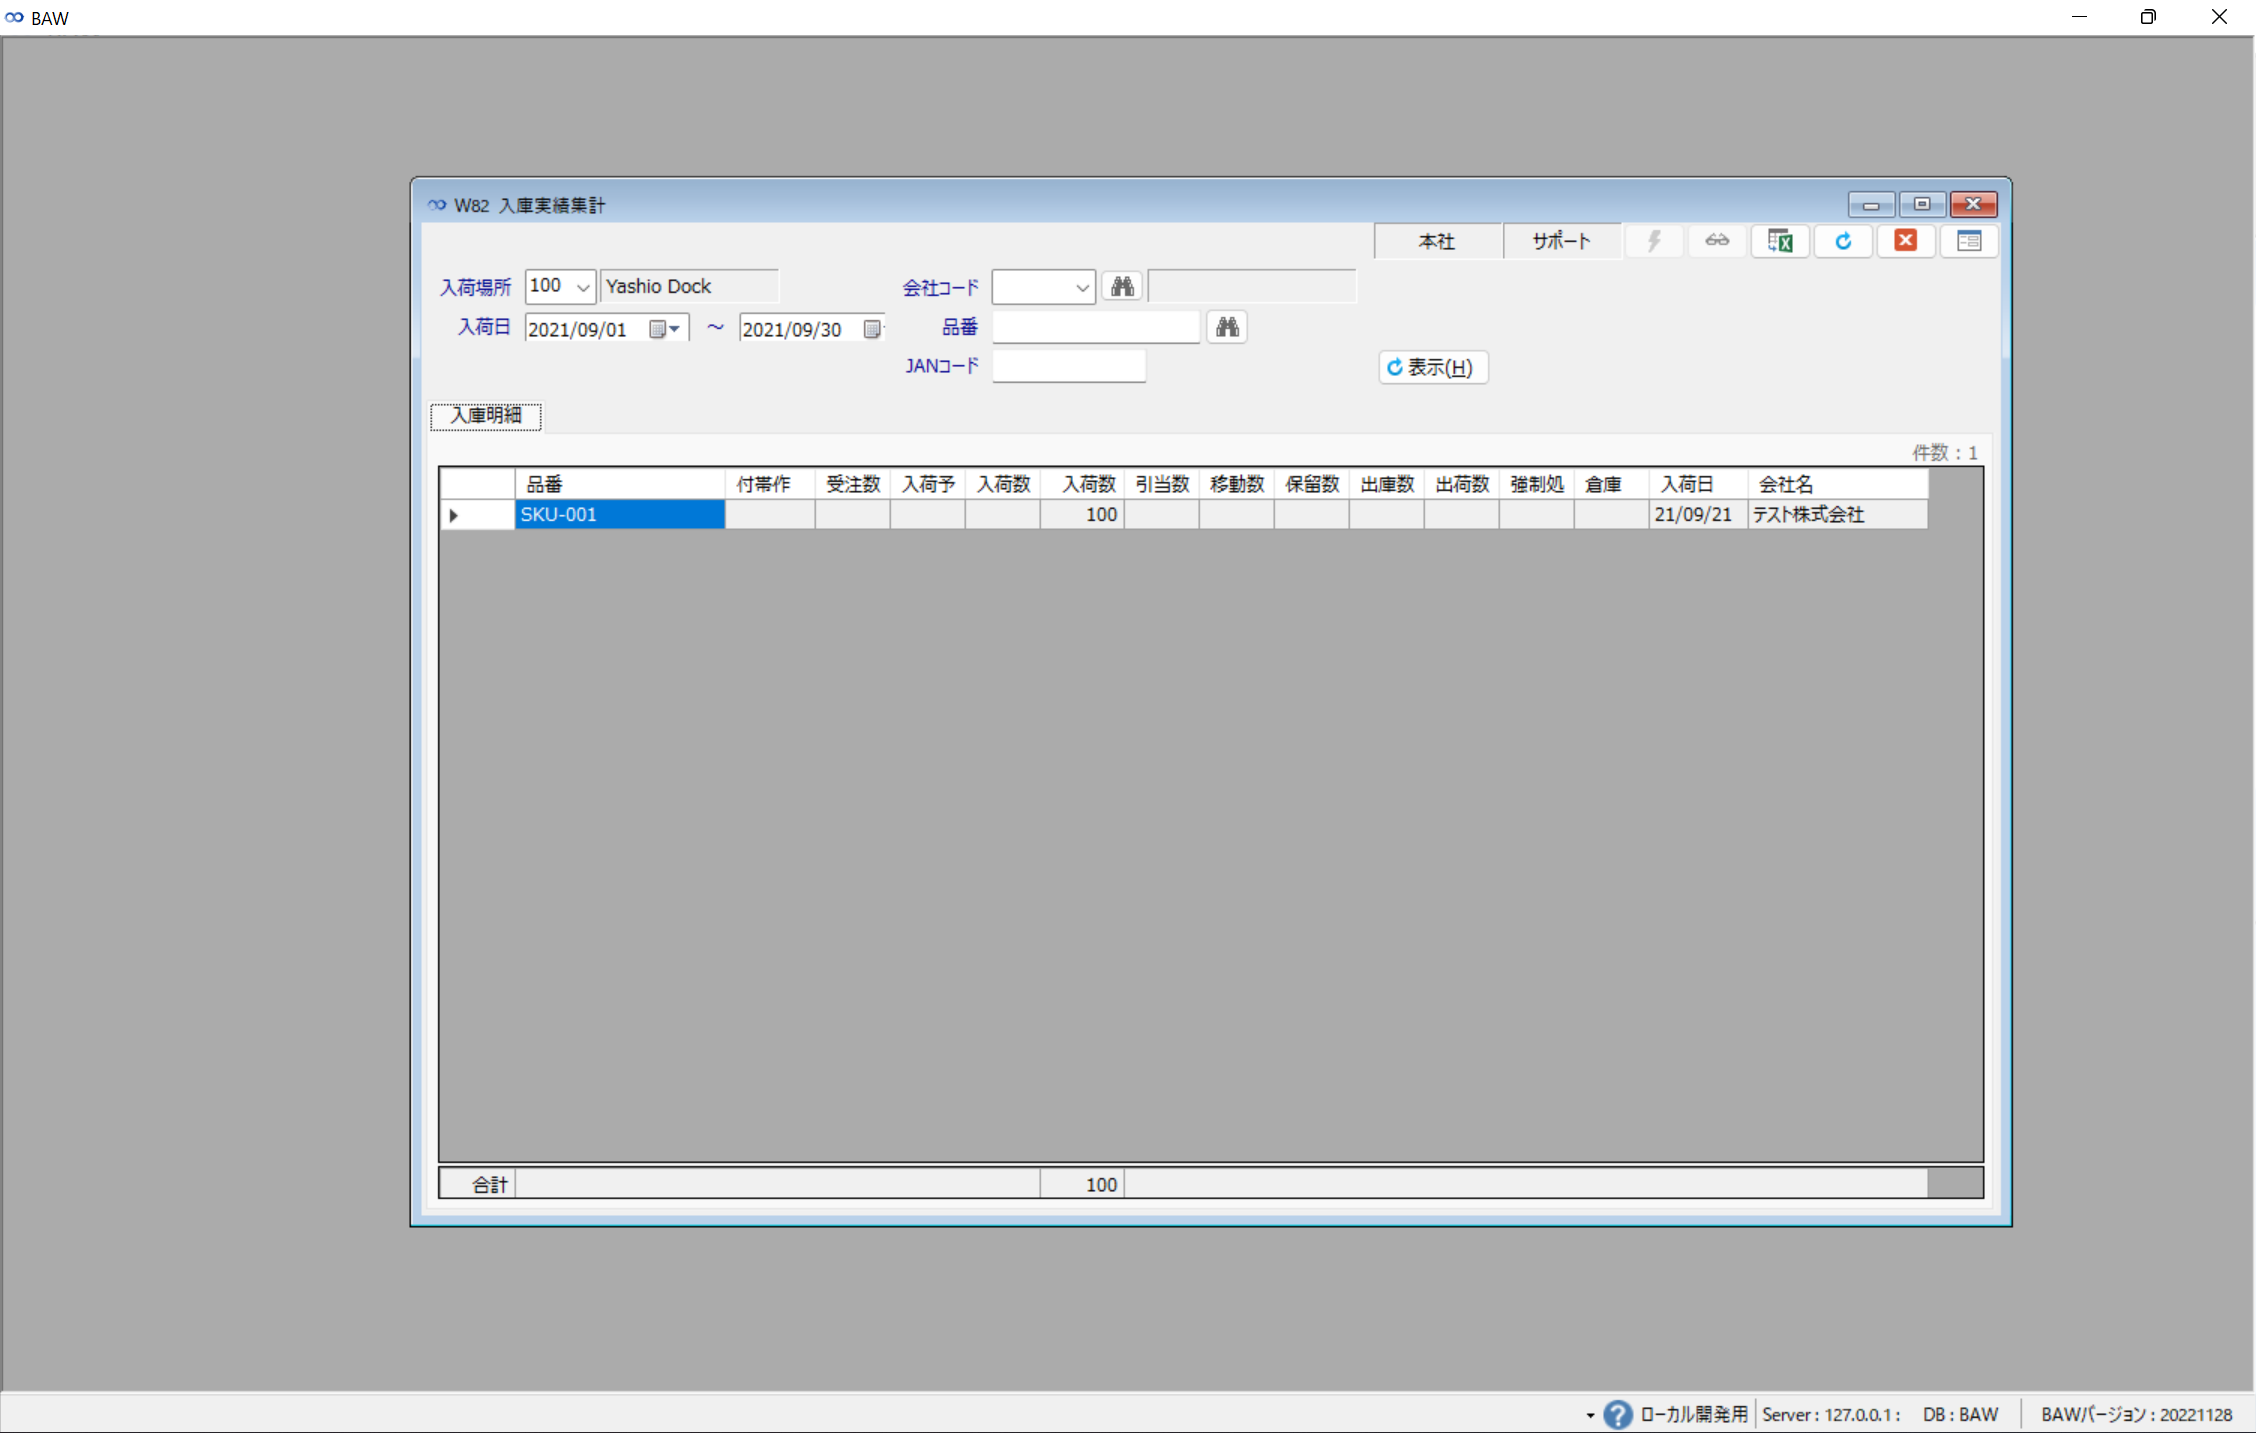 BAW
W82 入庫実績集計
本社 サポート
入荷場所 100 Yashio Dock 会社コード
入荷日 2021/09/01 ～ 2021/09/30 品番
JANコード 表示(H)
入庫明細
件数 : 1
品番 付帯作 受注数 入荷予 入荷数 入荷数 引当数 移動数 保留数 出庫数 出荷数 強制処 倉庫 入荷日 会社名
SKU-001 100 21/09/21 テスト株式会社
合計 100
ローカル開発用 Server : 127.0.0.1 : DB : BAW BAWバージョン : 20221128